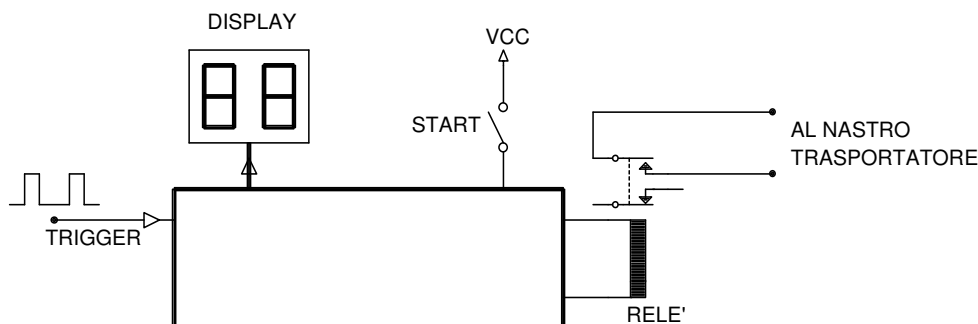 DISPLAY
VCC
START
AL NASTRO
TRASPORTATORE
TRIGGER
RELE'